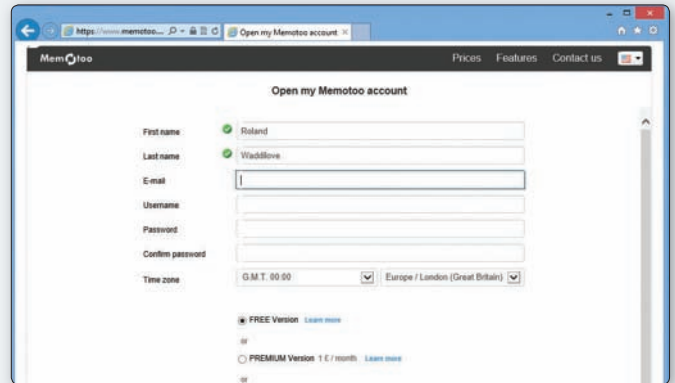 https://www.memotoo... Open my Memotoo account
Memotoo Prices Features Contact us
Open my Memotoo account
First name Roland
Last name Waddilove
E-mail
Username
Password
Confirm password
Time zone G.M.T. 00:00 Europe / London (Great Britain)
FREE Version Learn more
or
PREMIUM Version 1 £ / month Learn more
or